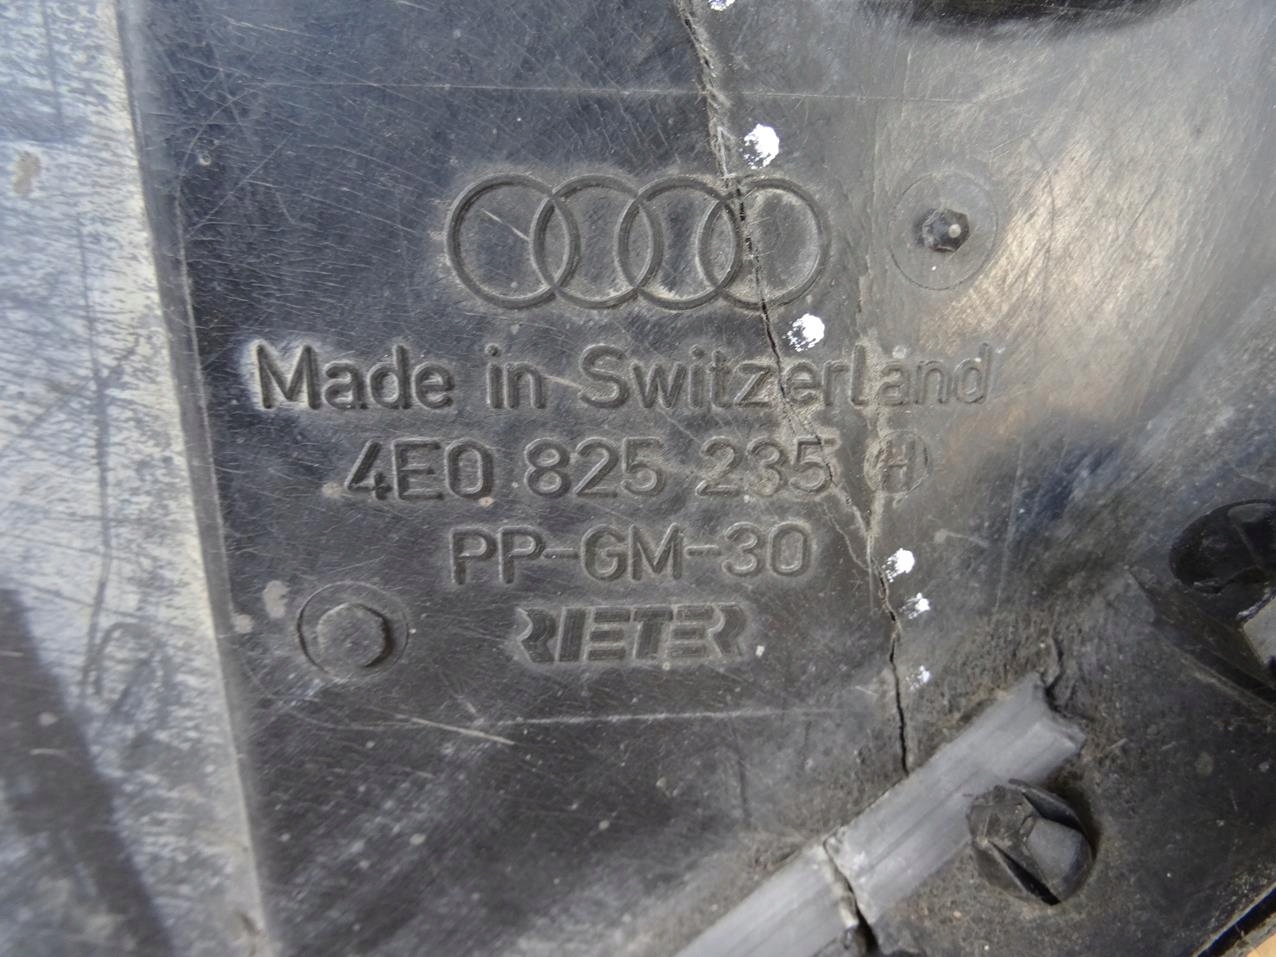 Made in Switzerland
4E0 825 235 H
PP-GM-30
RIETER